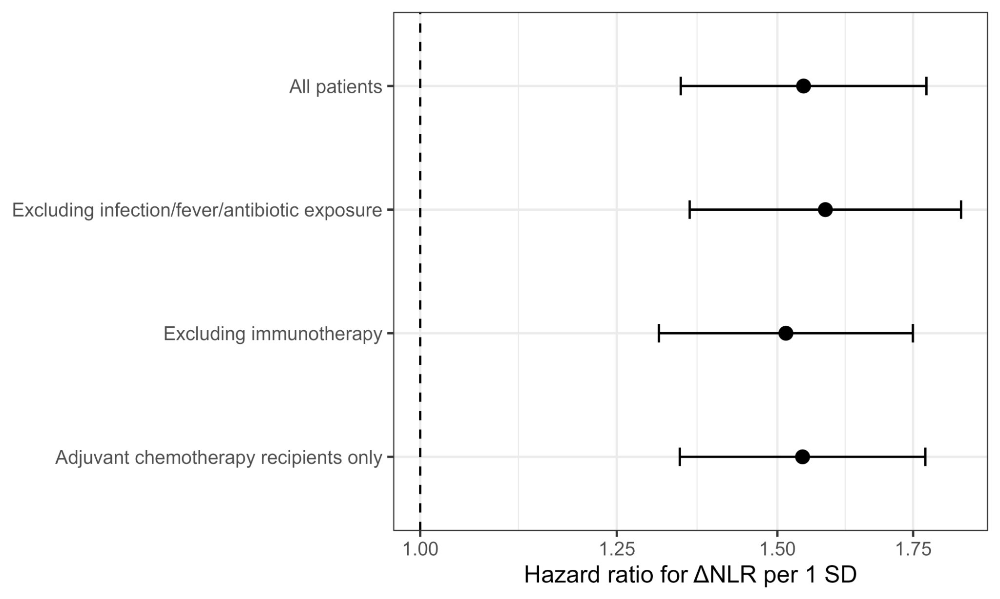 All patients
Excluding infection/fever/antibiotic exposure
Excluding immunotherapy
Adjuvant chemotherapy recipients only
1.00 1.25 1.50 1.75
Hazard ratio for ΔNLR per 1 SD